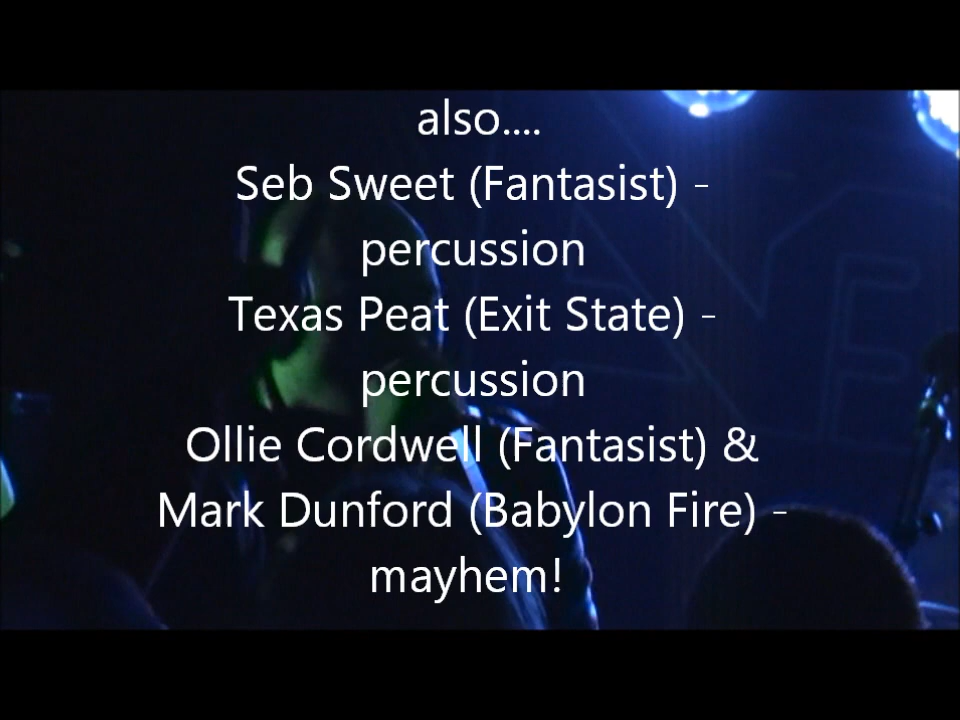 also....
Seb Sweet (Fantasist) -
percussion
Texas Peat (Exit State) -
percussion
Ollie Cordwell (Fantasist) &
Mark Dunford (Babylon Fire) -
mayhem!